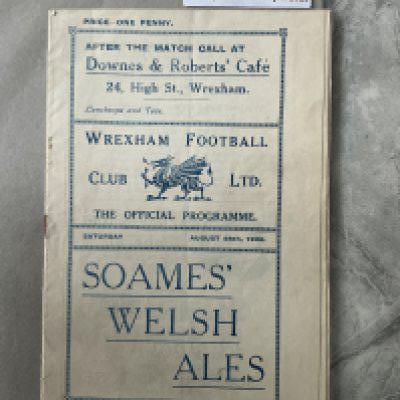 PRICE-ONE PENNY.
AFTER THE MATCH CALL AT
Downes & Roberts' Café
24, High St., Wrexham.
Luncheons and Teas.
WREXHAM FOOTBALL
CLUB LTD.
THE OFFICIAL PROGRAMME.
SATURDAY AUGUST
SOAMES'
WELSH
ALES